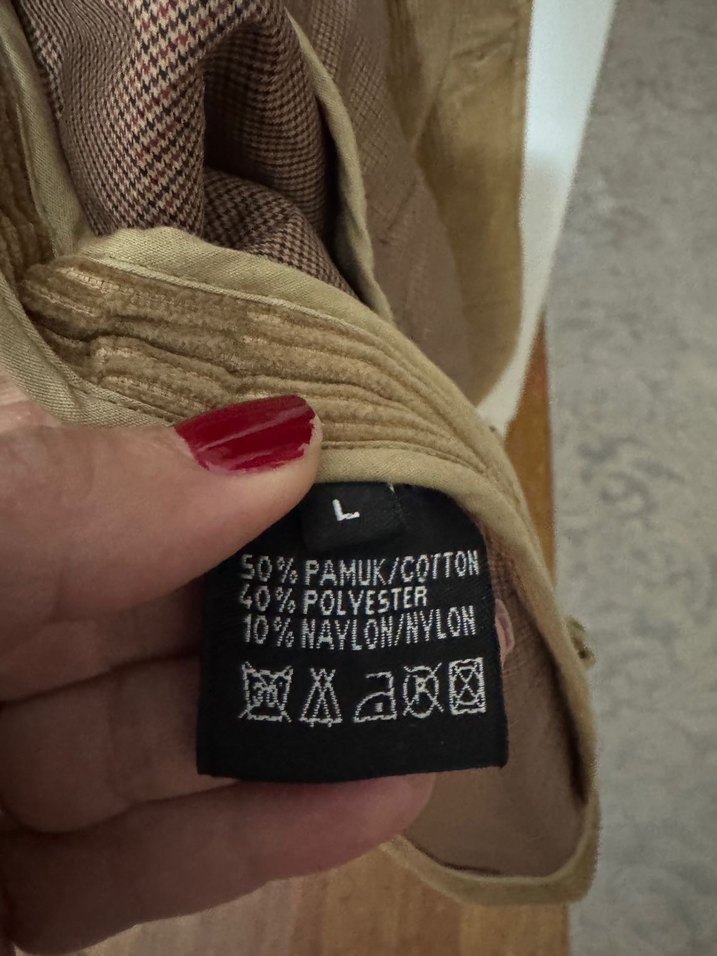 L
50% PAMUK/COTTON
40% POLYESTER
10% NAYLON/NYLON